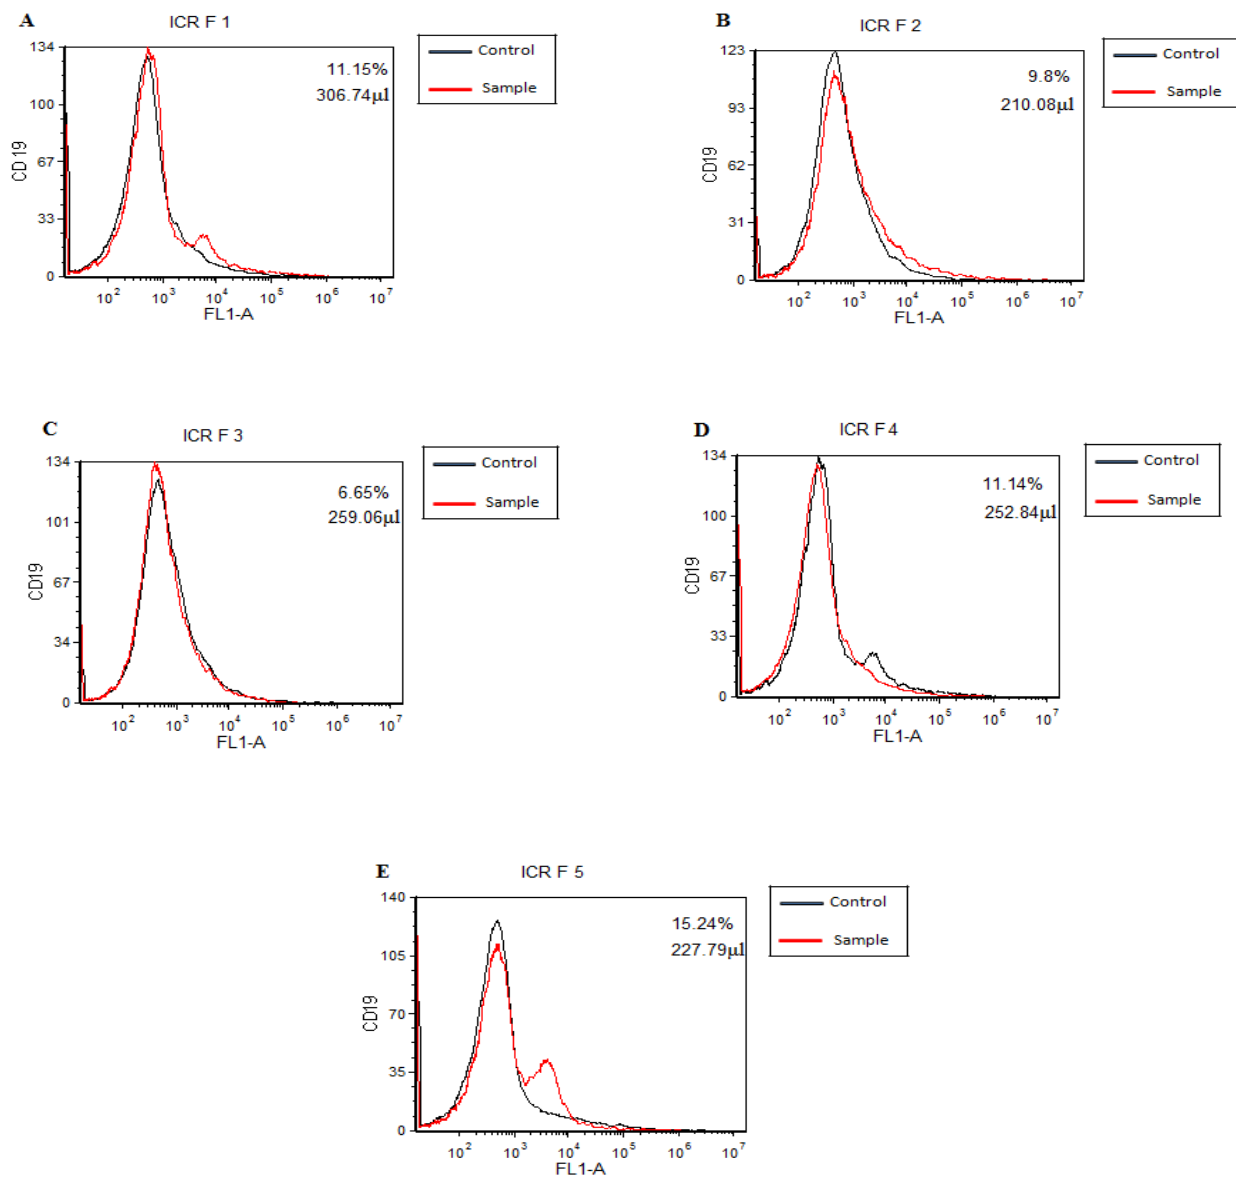 A
ICR F 1
134
100
67
33
0
CD19
11.15%
306.74µl
10² 10³ 10⁴ 10⁵ 10⁶ 10⁷
FL1-A
Control
Sample
B
ICR F 2
123
93
62
31
0
CD19
9.8%
210.08µl
10² 10³ 10⁴ 10⁵ 10⁶ 10⁷
FL1-A
Control
Sample
C
ICR F 3
134
101
67
34
0
CD19
6.65%
259.06µl
10² 10³ 10⁴ 10⁵ 10⁶ 10⁷
FL1-A
Control
Sample
D
ICR F 4
134
100
67
33
0
CD19
11.14%
252.84µl
10² 10³ 10⁴ 10⁵ 10⁶ 10⁷
FL1-A
Control
Sample
E
ICR F 5
140
105
70
35
0
CD19
15.24%
227.79µl
10² 10³ 10⁴ 10⁵ 10⁶ 10⁷
FL1-A
Control
Sample